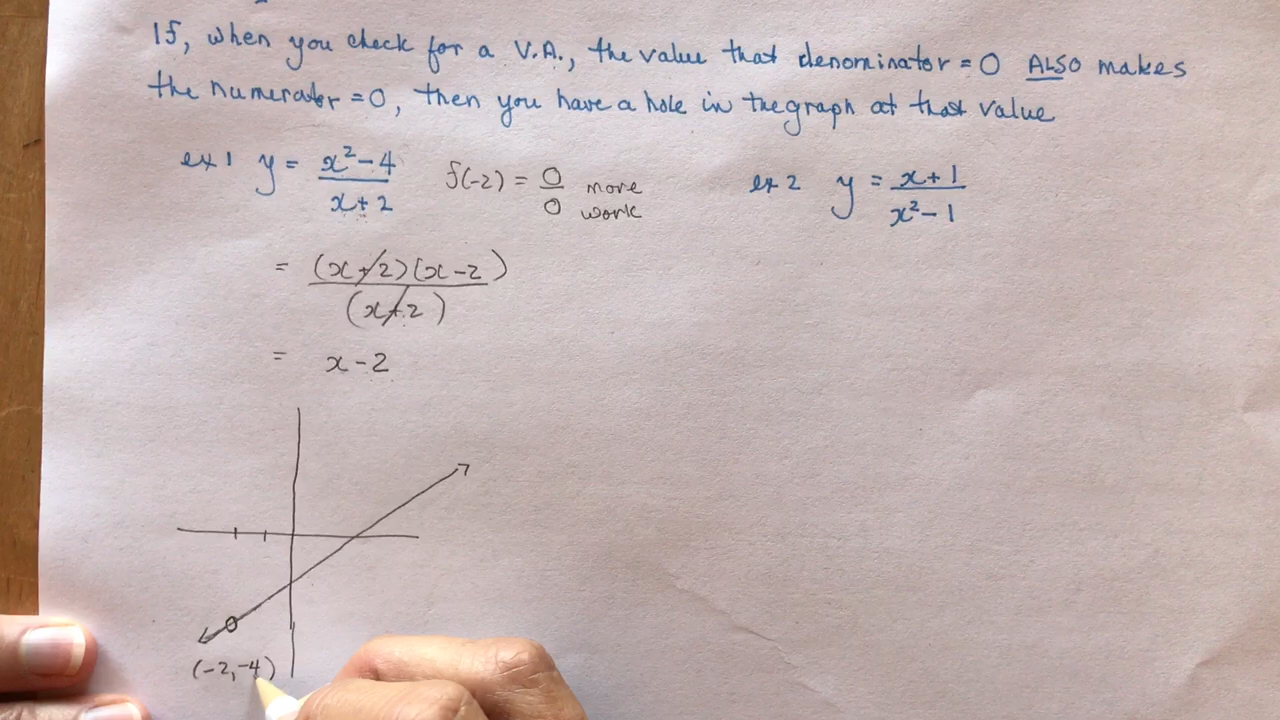 If, when you check for a V.A., the value that denominator = 0 ALSO makes
the numerator = 0, then you have a hole in the graph at that value
ex 1 y = (x² - 4)/(x + 2) f(-2) = 0/0 more work
ex 2 y = (x + 1)/(x² - 1)
= (x + 2)(x - 2)/(x + 2)
= x - 2
(-2, -4)